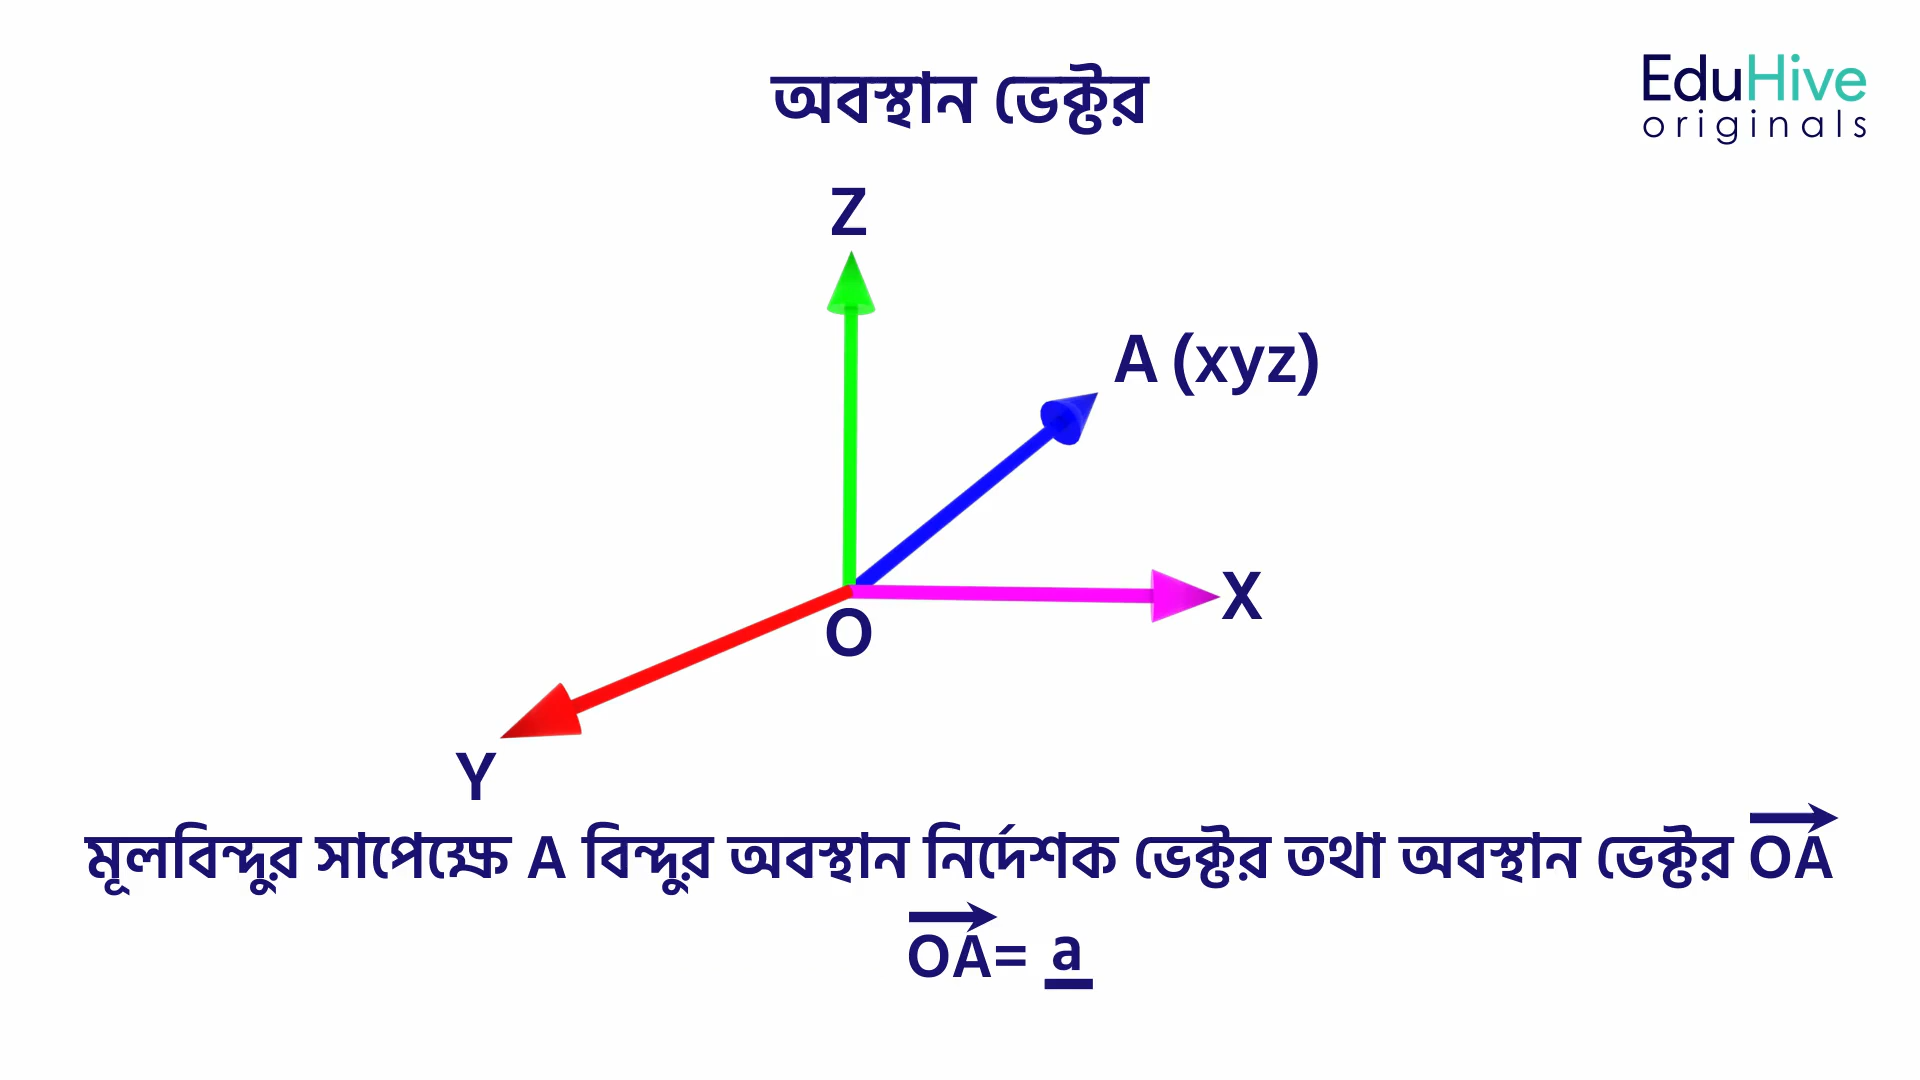 অবস্থান ভেক্টর
EduHive
originals
Z
A (xyz)
X
O
Y
মূলবিন্দুর সাপেক্ষে A বিন্দুর অবস্থান নির্দেশক ভেক্টর তথা অবস্থান ভেক্টর OA
OA= a